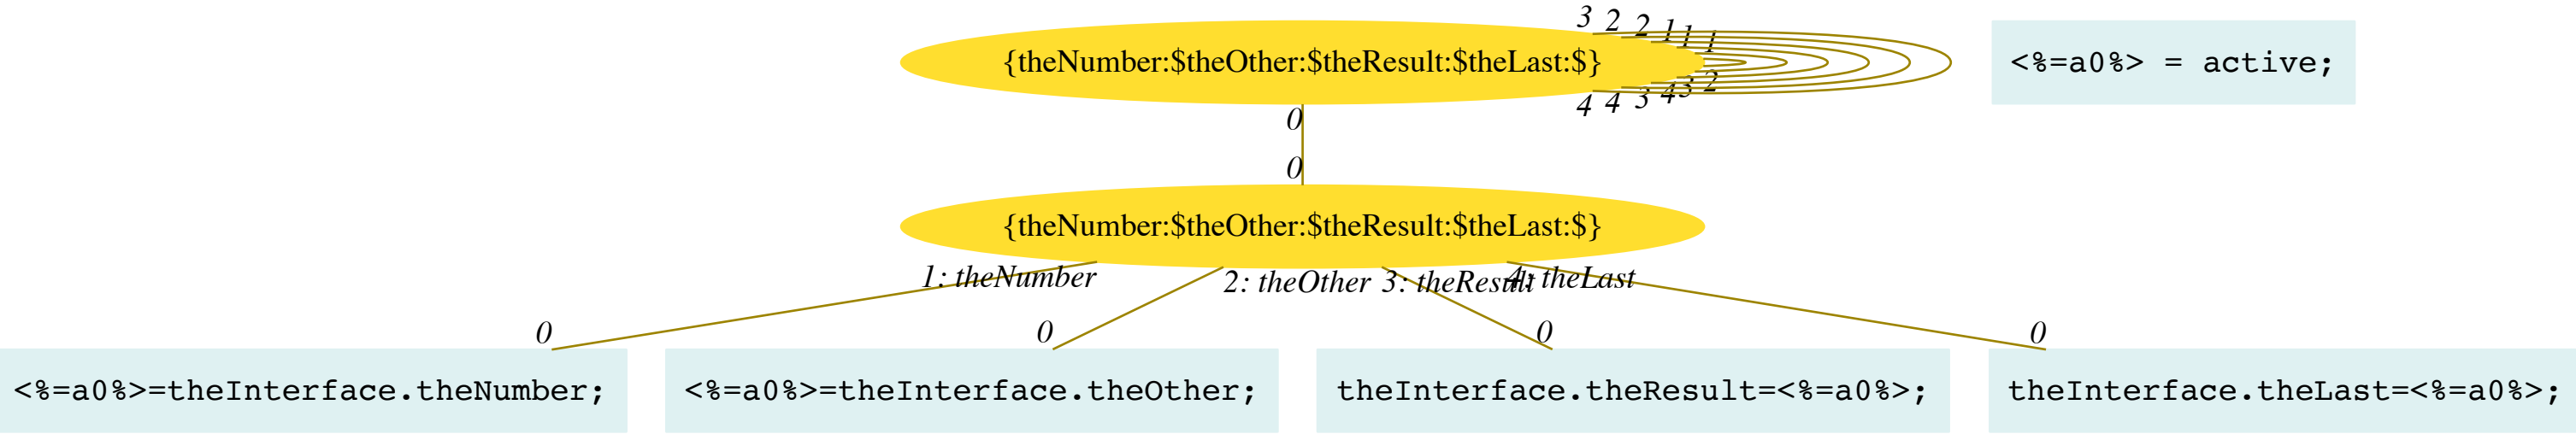 3 2 2 1 1 1
{theNumber:$theOther:$theResult:$theLast:$}
<%=a0%> = active;
4 4 3 4 3 2
0
0
{theNumber:$theOther:$theResult:$theLast:$}
1: theNumber
2: theOther
3: theResult
4: theLast
0
0
0
0
<%=a0%>=theInterface.theNumber;
<%=a0%>=theInterface.theOther;
theInterface.theResult=<%=a0%>;
theInterface.theLast=<%=a0%>;